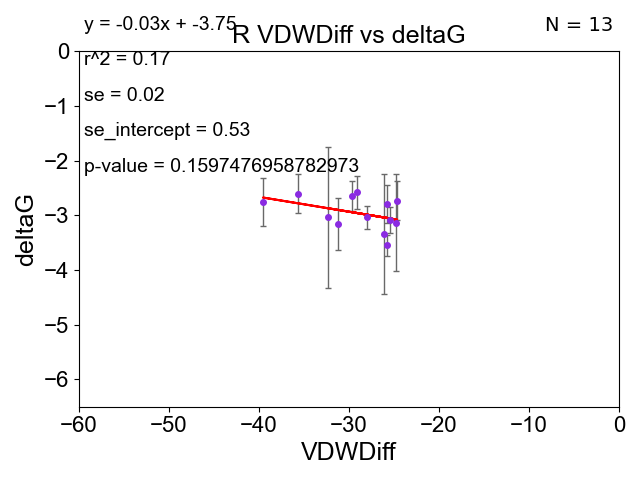 y = -0.03x + -3.75
N = 13
R VDWDiff vs deltaG
r^2 = 0.17
se = 0.02
se_intercept = 0.53
p-value = 0.1597476958782973
0
−1
−2
−3
−4
−5
−6
deltaG
−60 −50 −40 −30 −20 −10 0
VDWDiff